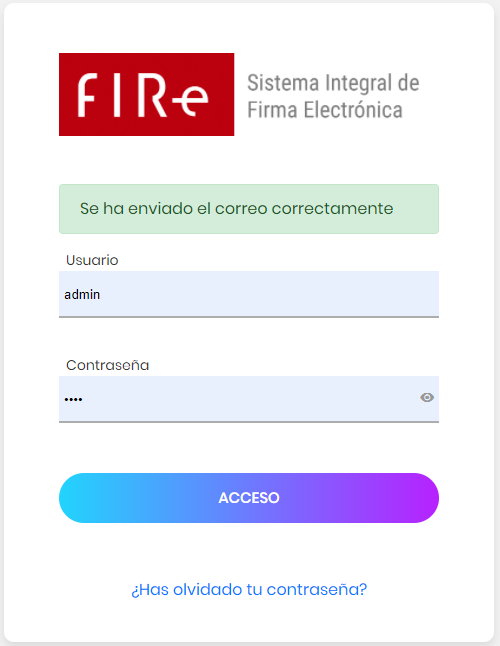 FIRe
Sistema Integral de
Firma Electrónica
Se ha enviado el correo correctamente
Usuario
admin
Contraseña
••••
ACCESO
¿Has olvidado tu contraseña?